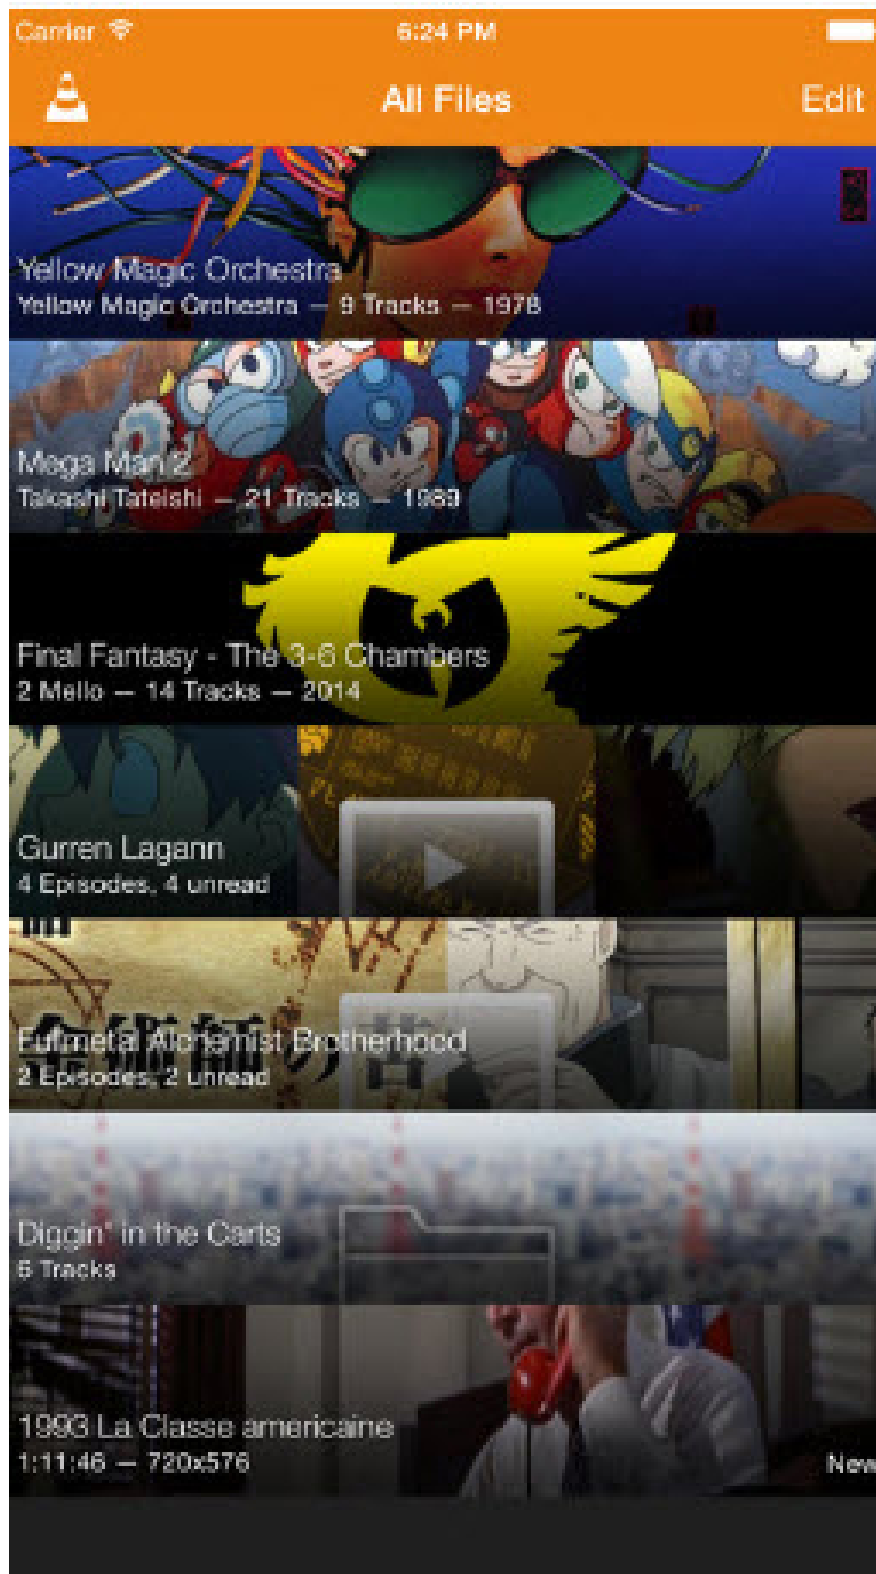 Carrier 6:24 PM
All Files Edit
Yellow Magic Orchestra
Yellow Magic Orchestra — 9 Tracks — 1978
Mega Man 2
Takashi Tateishi — 21 Tracks — 1989
Final Fantasy - The 3-6 Chambers
2 Mello — 14 Tracks — 2014
Gurren Lagann
4 Episodes, 4 unread
Fullmetal Alchemist Brotherhood
2 Episodes, 2 unread
Diggin' in the Carts
6 Tracks
1993 La Classe americaine
1:11:46 — 720x576 New